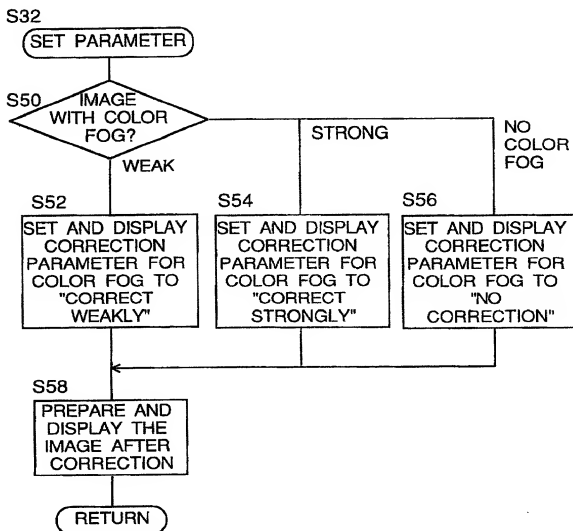 S32
SET PARAMETER
S50
IMAGE
WITH COLOR
FOG?
STRONG
NO
COLOR
FOG
WEAK
S52
SET AND DISPLAY
CORRECTION
PARAMETER FOR
COLOR FOG TO
"CORRECT
WEAKLY"
S54
SET AND DISPLAY
CORRECTION
PARAMETER FOR
COLOR FOG TO
"CORRECT
STRONGLY"
S56
SET AND DISPLAY
CORRECTION
PARAMETER FOR
COLOR FOG TO
"NO
CORRECTION"
S58
PREPARE AND
DISPLAY THE
IMAGE AFTER
CORRECTION
RETURN